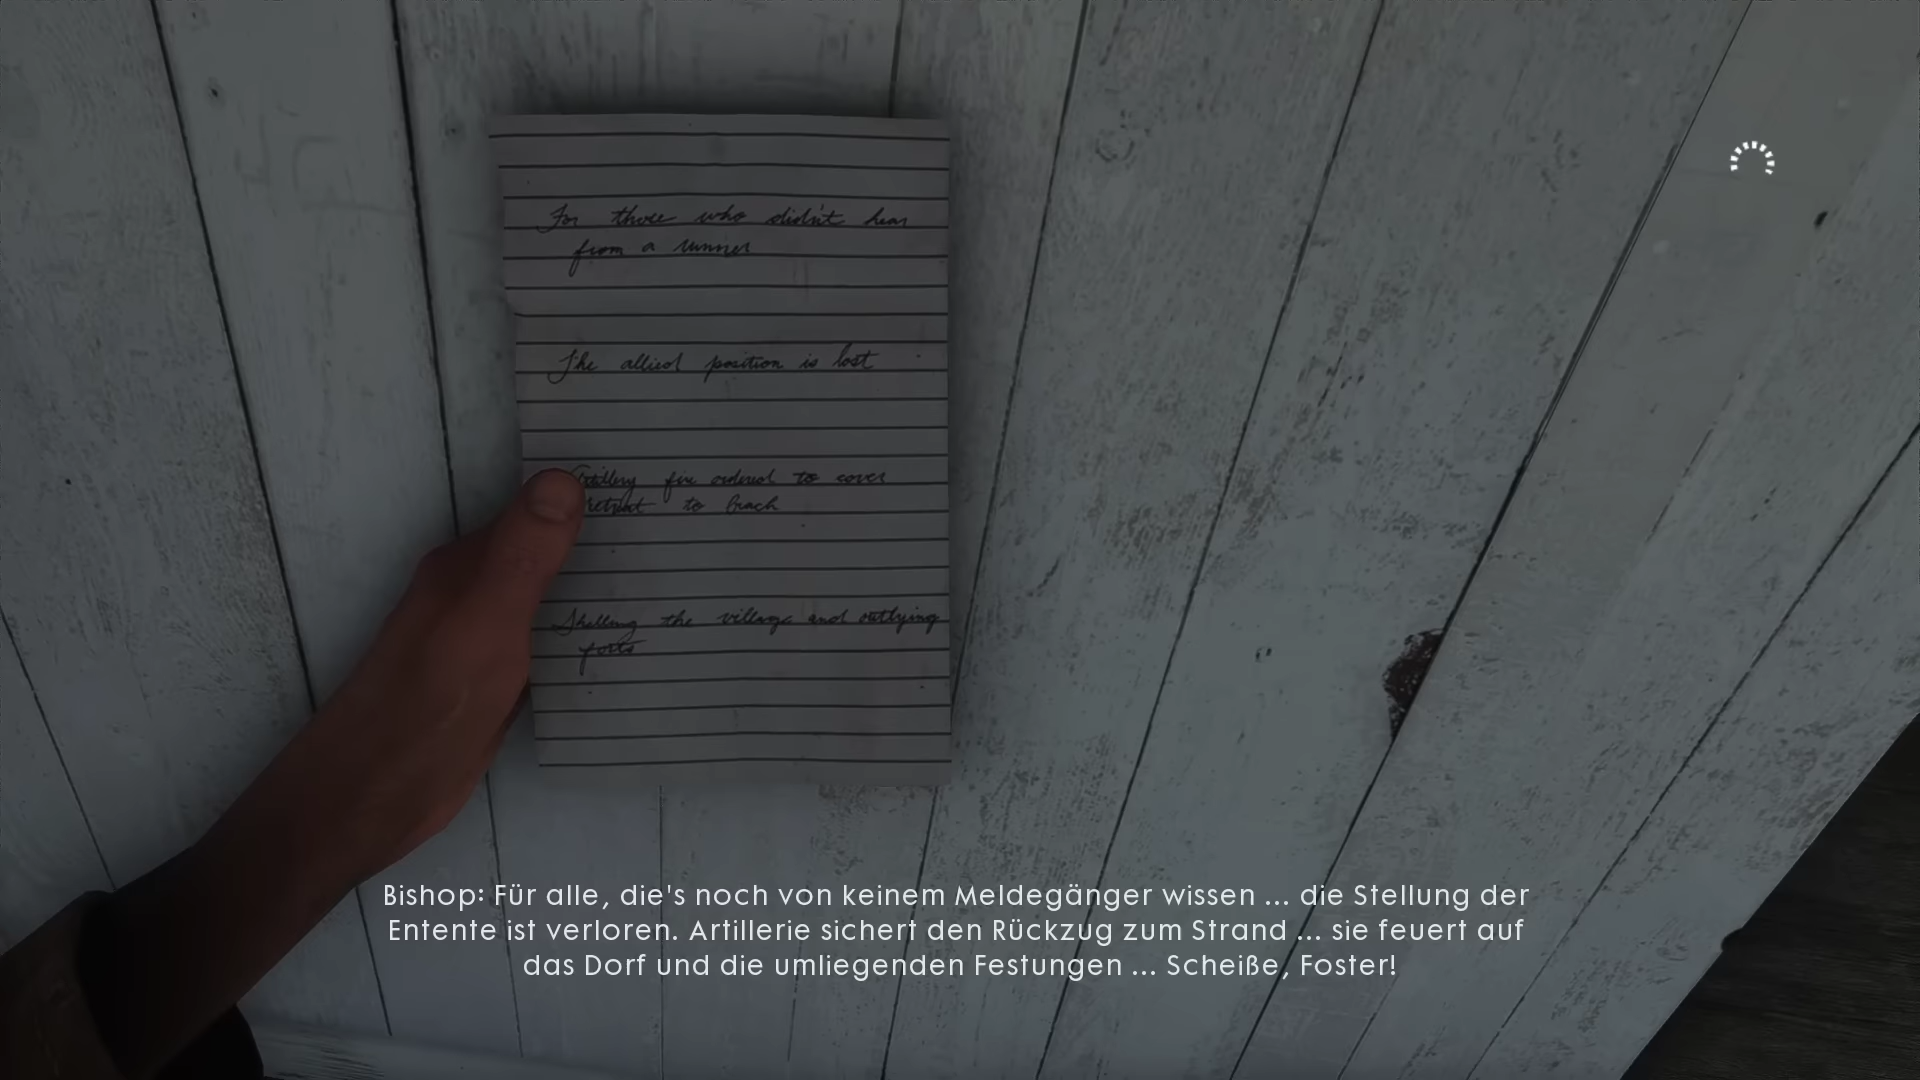 For those who didn't hear
from a runner
The allied position is lost
Artillery fire ordered to cover
retreat to beach
Shelling the village and outlying
forts
Bishop: Für alle, die's noch von keinem Meldegänger wissen ... die Stellung der
Entente ist verloren. Artillerie sichert den Rückzug zum Strand ... sie feuert auf
das Dorf und die umliegenden Festungen ... Scheiße, Foster!